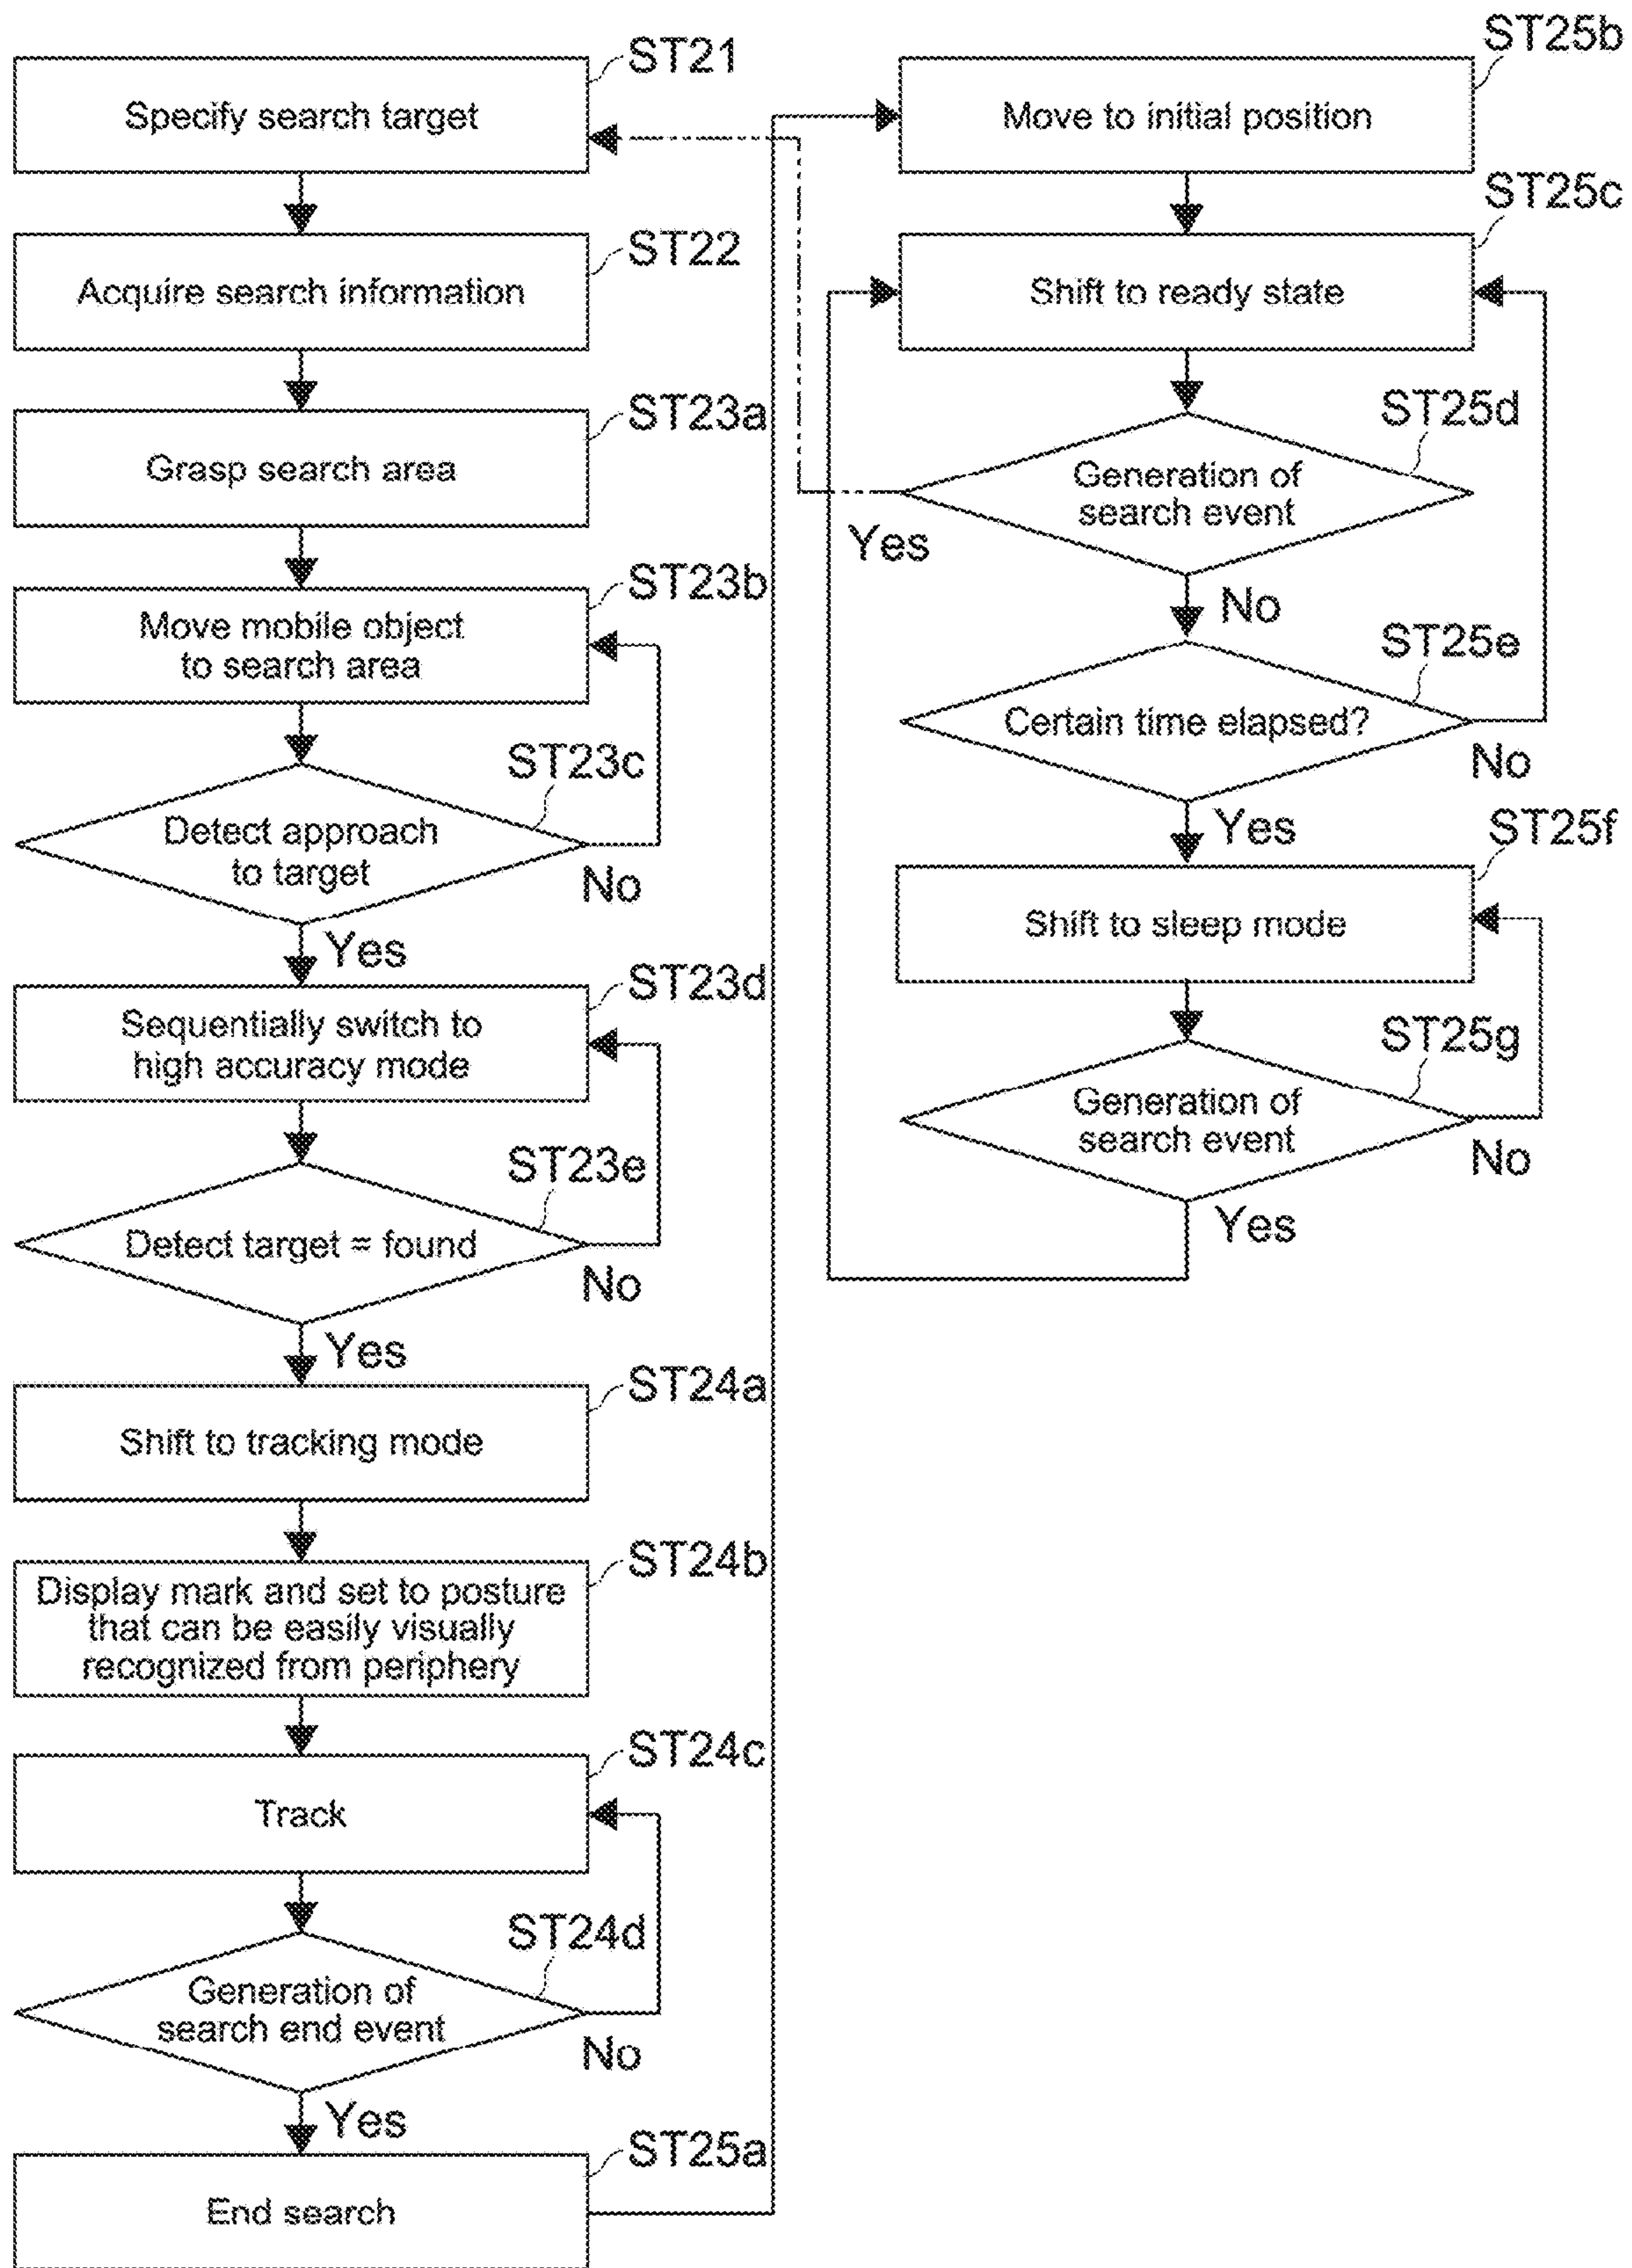 ST21
Specify search target
ST22
Acquire search information
ST23a
Grasp search area
ST23b
Move mobile object
to search area
ST23c
Detect approach
to target
No
Yes
ST23d
Sequentially switch to
high accuracy mode
ST23e
Detect target = found
No
Yes
ST24a
Shift to tracking mode
ST24b
Display mark and set to posture
that can be easily visually
recognized from periphery
ST24c
Track
ST24d
Generation of
search end event
No
Yes
ST25a
End search
ST25b
Move to initial position
ST25c
Shift to ready state
ST25d
Generation of
search event
Yes
No
ST25e
Certain time elapsed?
No
Yes
ST25f
Shift to sleep mode
ST25g
Generation of
search event
No
Yes